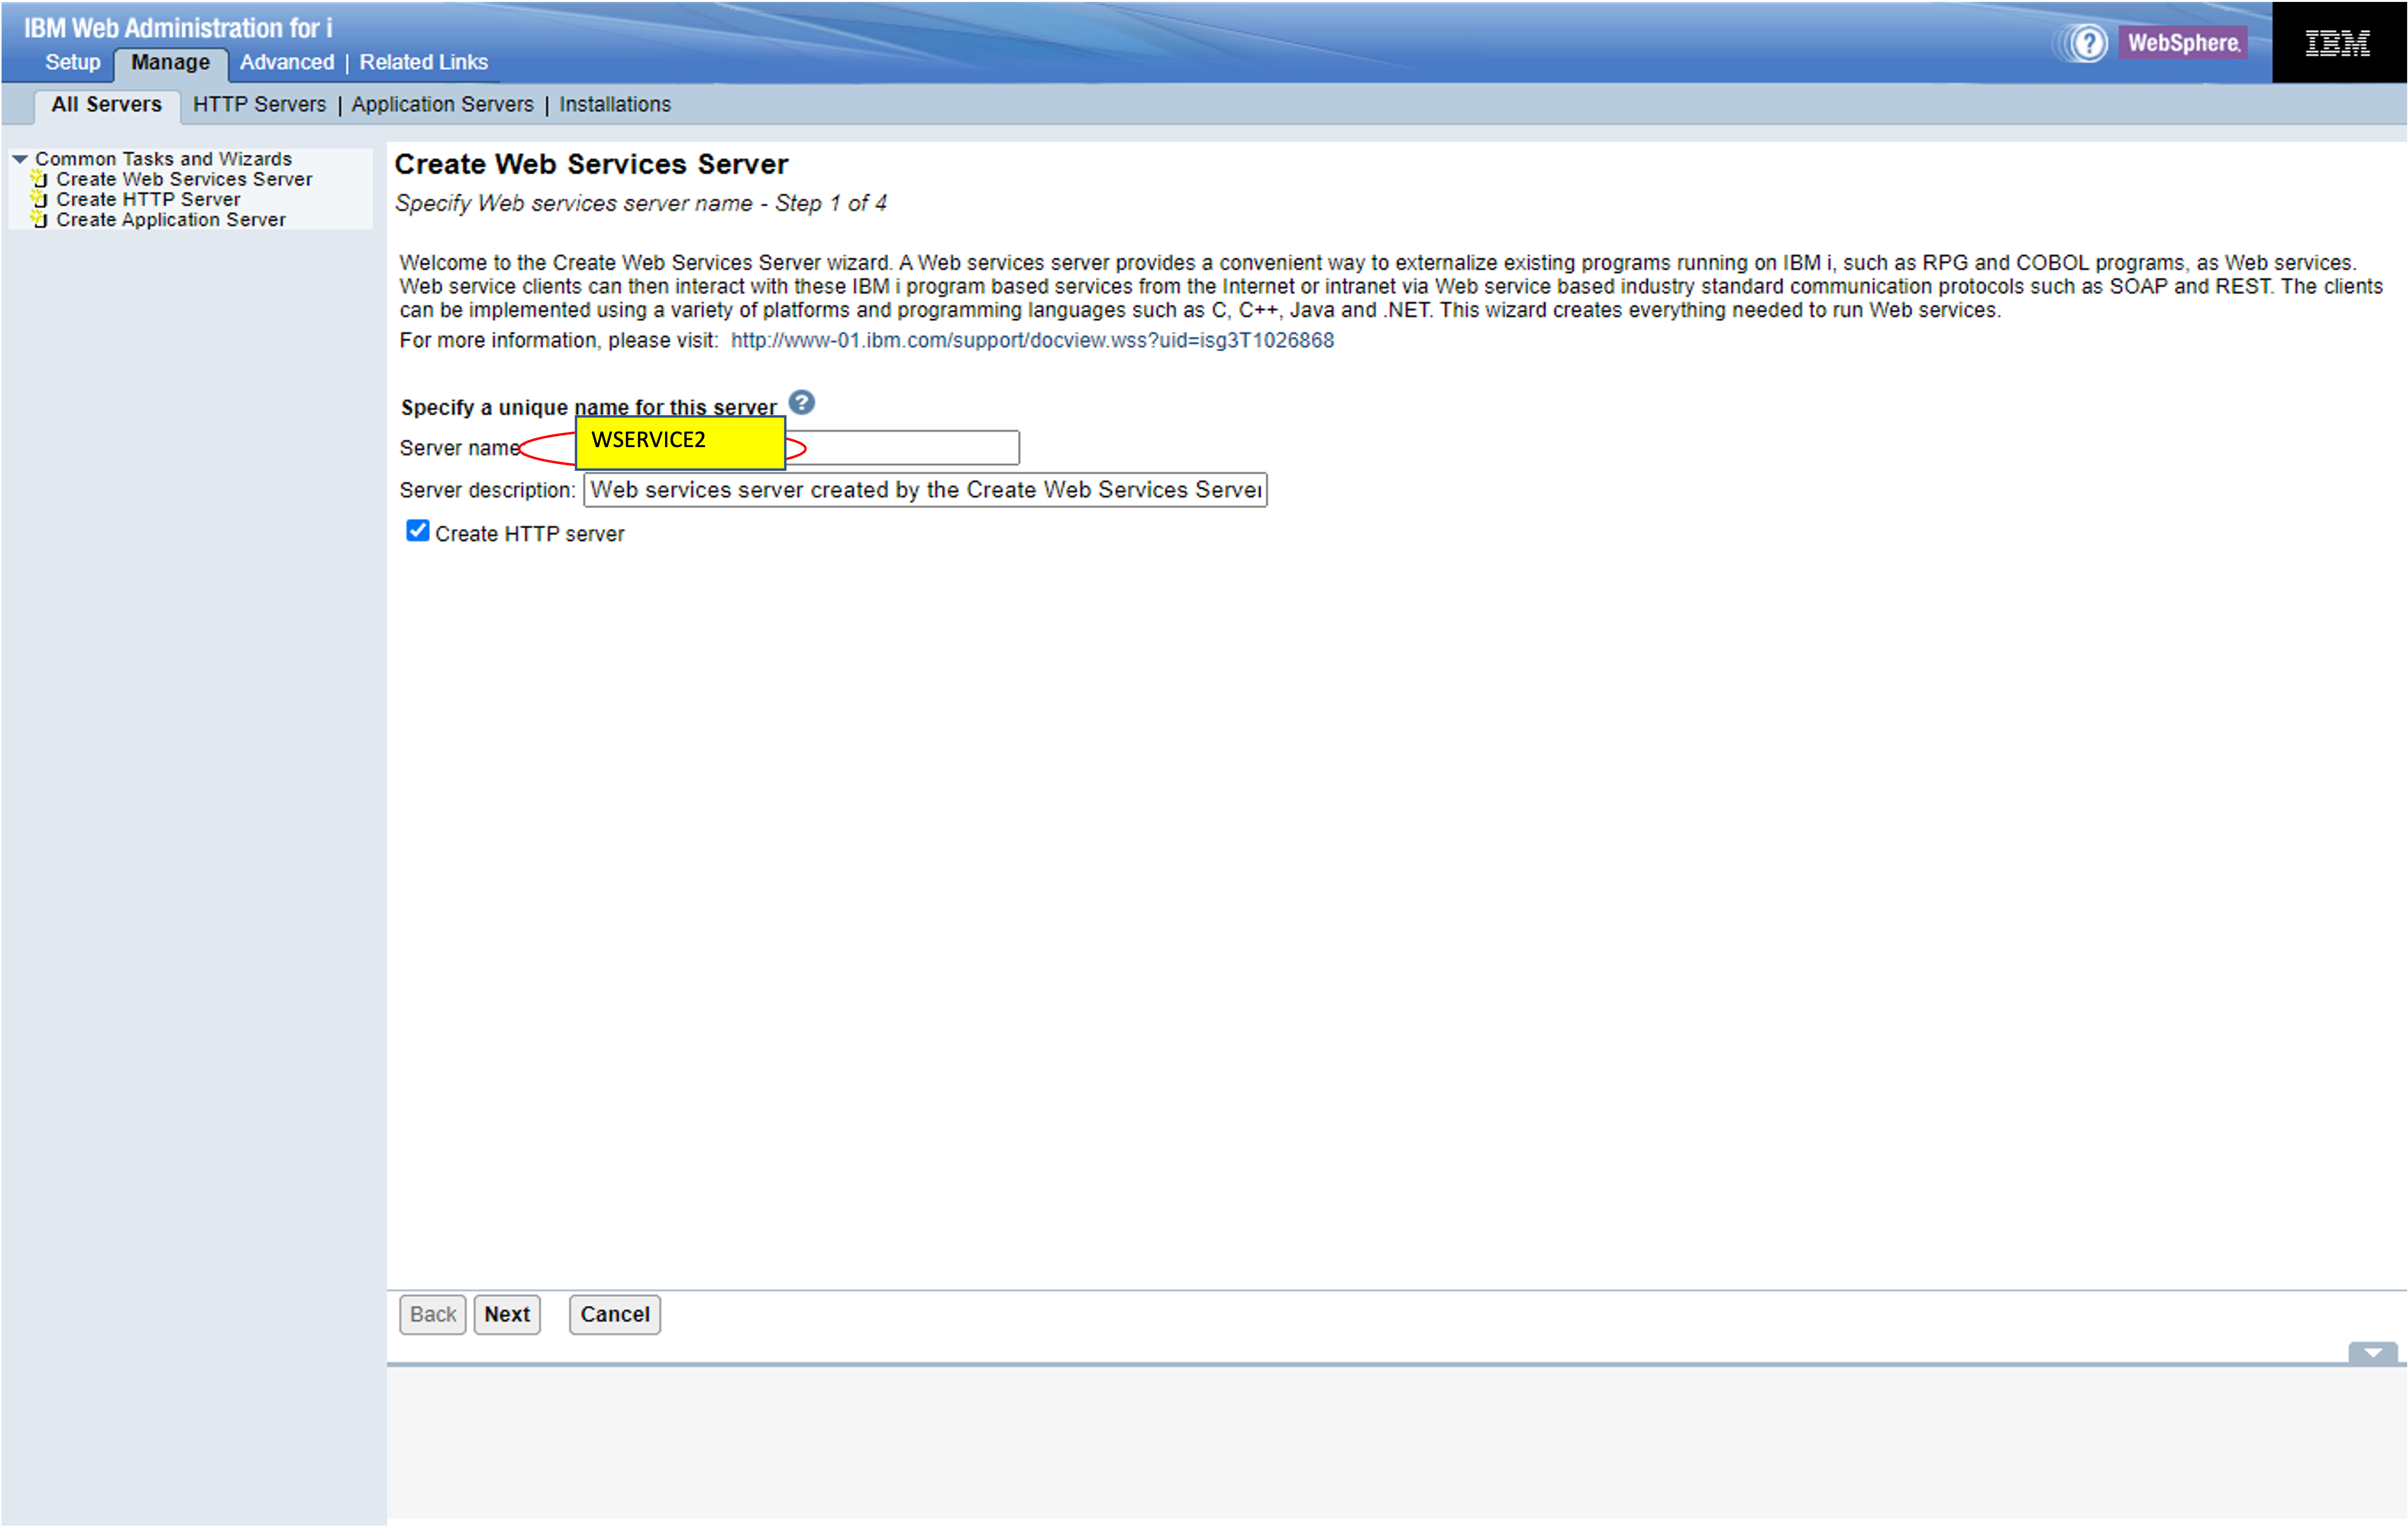 IBM Web Administration for i
WebSphere.
IBM
Setup Manage Advanced | Related Links
All Servers HTTP Servers | Application Servers | Installations
Common Tasks and Wizards
Create Web Services Server
Create HTTP Server
Create Application Server
Create Web Services Server
Specify Web services server name - Step 1 of 4
Welcome to the Create Web Services Server wizard. A Web services server provides a convenient way to externalize existing programs running on IBM i, such as RPG and COBOL programs, as Web services.
Web service clients can then interact with these IBM i program based services from the Internet or intranet via Web service based industry standard communication protocols such as SOAP and REST. The clients
can be implemented using a variety of platforms and programming languages such as C, C++, Java and .NET. This wizard creates everything needed to run Web services.
For more information, please visit: http://www-01.ibm.com/support/docview.wss?uid=isg3T1026868
Specify a unique name for this server ?
Server name WSERVICE2
Server description: Web services server created by the Create Web Services Server
Create HTTP server
Back Next Cancel